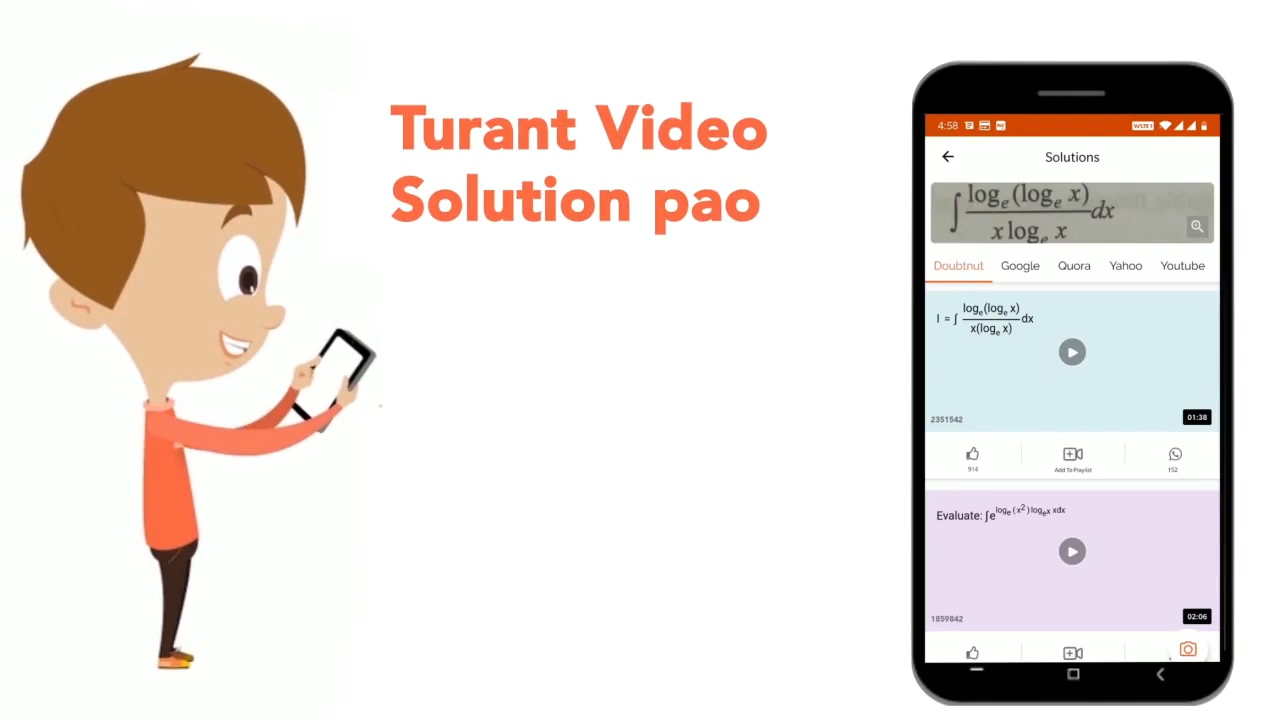 Turant Video
Solution pao
4:58
Solutions
∫ logₑ(logₑ x) / x logₑ x dx
Doubtnut Google Quora Yahoo Youtube
I = ∫ logₑ(logₑ x) / x(logₑ x) dx
2351542 01:38
914 Add To Playlist 152
Evaluate: ∫e^logₑ(x²)logₑx xdx
1859842 02:06